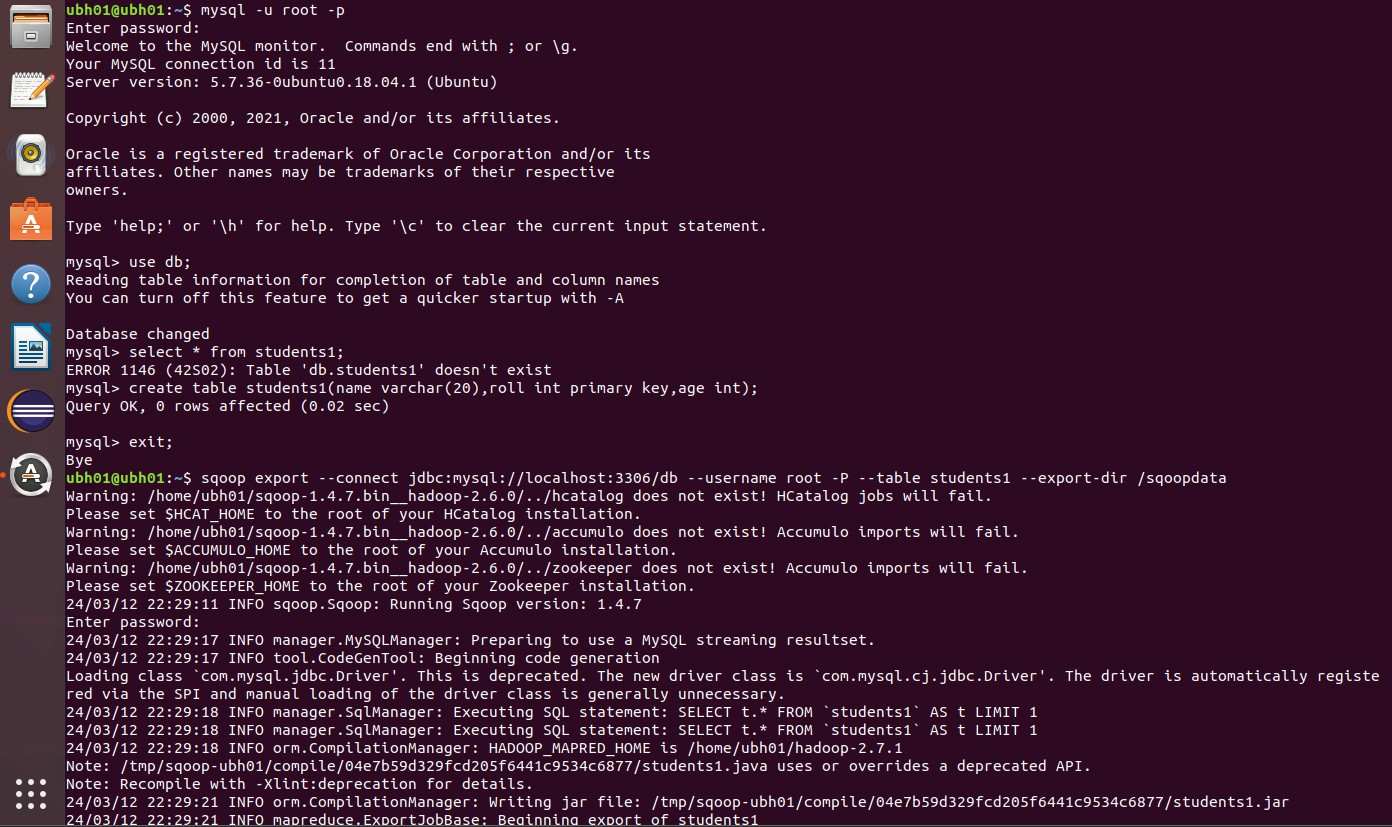 ubh01@ubh01:~$ mysql -u root -p
Enter password:
Welcome to the MySQL monitor.  Commands end with ; or \g.
Your MySQL connection id is 11
Server version: 5.7.36-0ubuntu0.18.04.1 (Ubuntu)

Copyright (c) 2000, 2021, Oracle and/or its affiliates.

Oracle is a registered trademark of Oracle Corporation and/or its
affiliates. Other names may be trademarks of their respective
owners.

Type 'help;' or '\h' for help. Type '\c' to clear the current input statement.

mysql> use db;
Reading table information for completion of table and column names
You can turn off this feature to get a quicker startup with -A

Database changed
mysql> select * from students1;
ERROR 1146 (42S02): Table 'db.students1' doesn't exist
mysql> create table students1(name varchar(20),roll int primary key,age int);
Query OK, 0 rows affected (0.02 sec)

mysql> exit;
Bye
ubh01@ubh01:~$ sqoop export --connect jdbc:mysql://localhost:3306/db --username root -P --table students1 --export-dir /sqoopdata
Warning: /home/ubh01/sqoop-1.4.7.bin__hadoop-2.6.0/../hcatalog does not exist! HCatalog jobs will fail.
Please set $HCAT_HOME to the root of your HCatalog installation.
Warning: /home/ubh01/sqoop-1.4.7.bin__hadoop-2.6.0/../accumulo does not exist! Accumulo imports will fail.
Please set $ACCUMULO_HOME to the root of your Accumulo installation.
Warning: /home/ubh01/sqoop-1.4.7.bin__hadoop-2.6.0/../zookeeper does not exist! Accumulo imports will fail.
Please set $ZOOKEEPER_HOME to the root of your Zookeeper installation.
24/03/12 22:29:11 INFO sqoop.Sqoop: Running Sqoop version: 1.4.7
Enter password:
24/03/12 22:29:17 INFO manager.MySQLManager: Preparing to use a MySQL streaming resultset.
24/03/12 22:29:17 INFO tool.CodeGenTool: Beginning code generation
Loading class `com.mysql.jdbc.Driver'. This is deprecated. The new driver class is `com.mysql.cj.jdbc.Driver'. The driver is automatically registe
red via the SPI and manual loading of the driver class is generally unnecessary.
24/03/12 22:29:18 INFO manager.SqlManager: Executing SQL statement: SELECT t.* FROM `students1` AS t LIMIT 1
24/03/12 22:29:18 INFO manager.SqlManager: Executing SQL statement: SELECT t.* FROM `students1` AS t LIMIT 1
24/03/12 22:29:18 INFO orm.CompilationManager: HADOOP_MAPRED_HOME is /home/ubh01/hadoop-2.7.1
Note: /tmp/sqoop-ubh01/compile/04e7b59d329fcd205f6441c9534c6877/students1.java uses or overrides a deprecated API.
Note: Recompile with -Xlint:deprecation for details.
24/03/12 22:29:21 INFO orm.CompilationManager: Writing jar file: /tmp/sqoop-ubh01/compile/04e7b59d329fcd205f6441c9534c6877/students1.jar
24/03/12 22:29:21 INFO mapreduce.ExportJobBase: Beginning export of students1